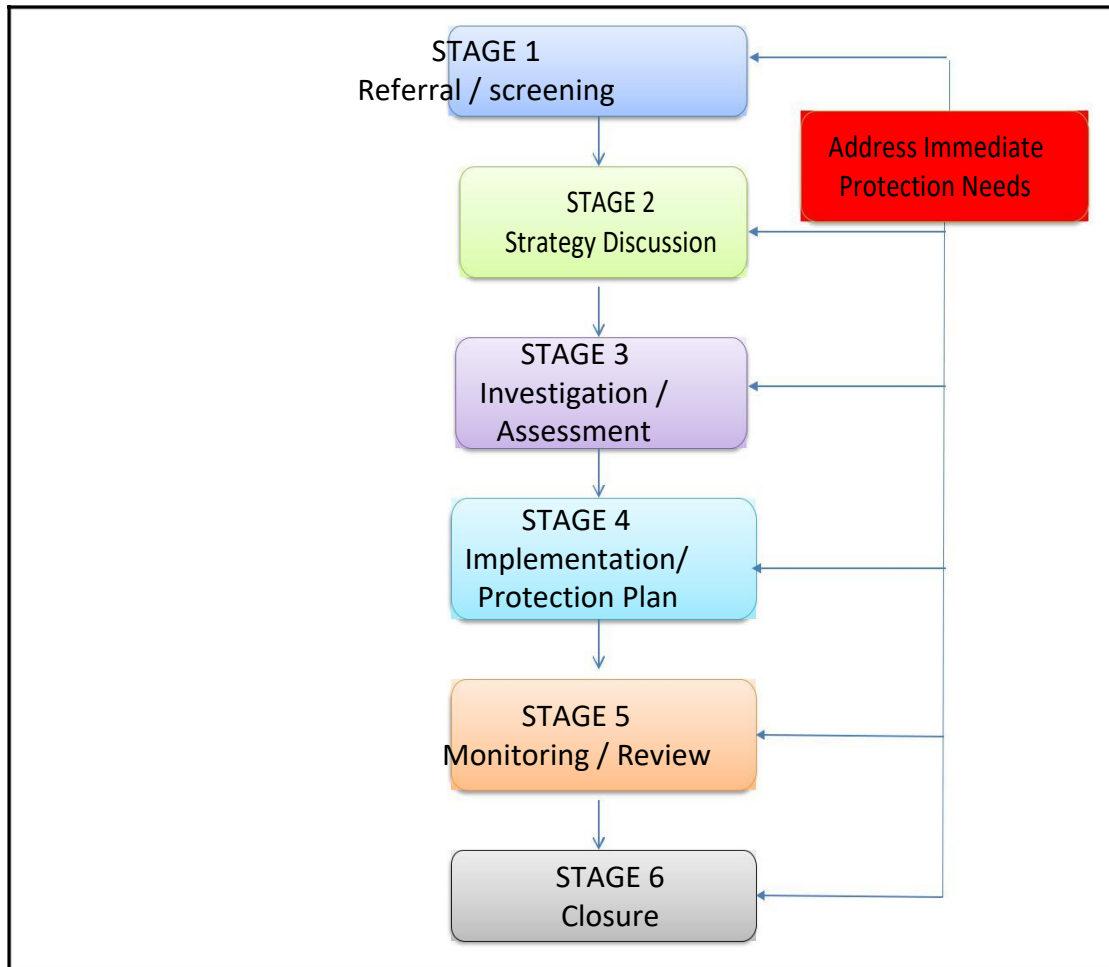 STAGE 1
Referral / screening
Address Immediate
Protection Needs
STAGE 2
Strategy Discussion
STAGE 3
Investigation /
Assessment
STAGE 4
Implementation/
Protection Plan
STAGE 5
Monitoring / Review
STAGE 6
Closure